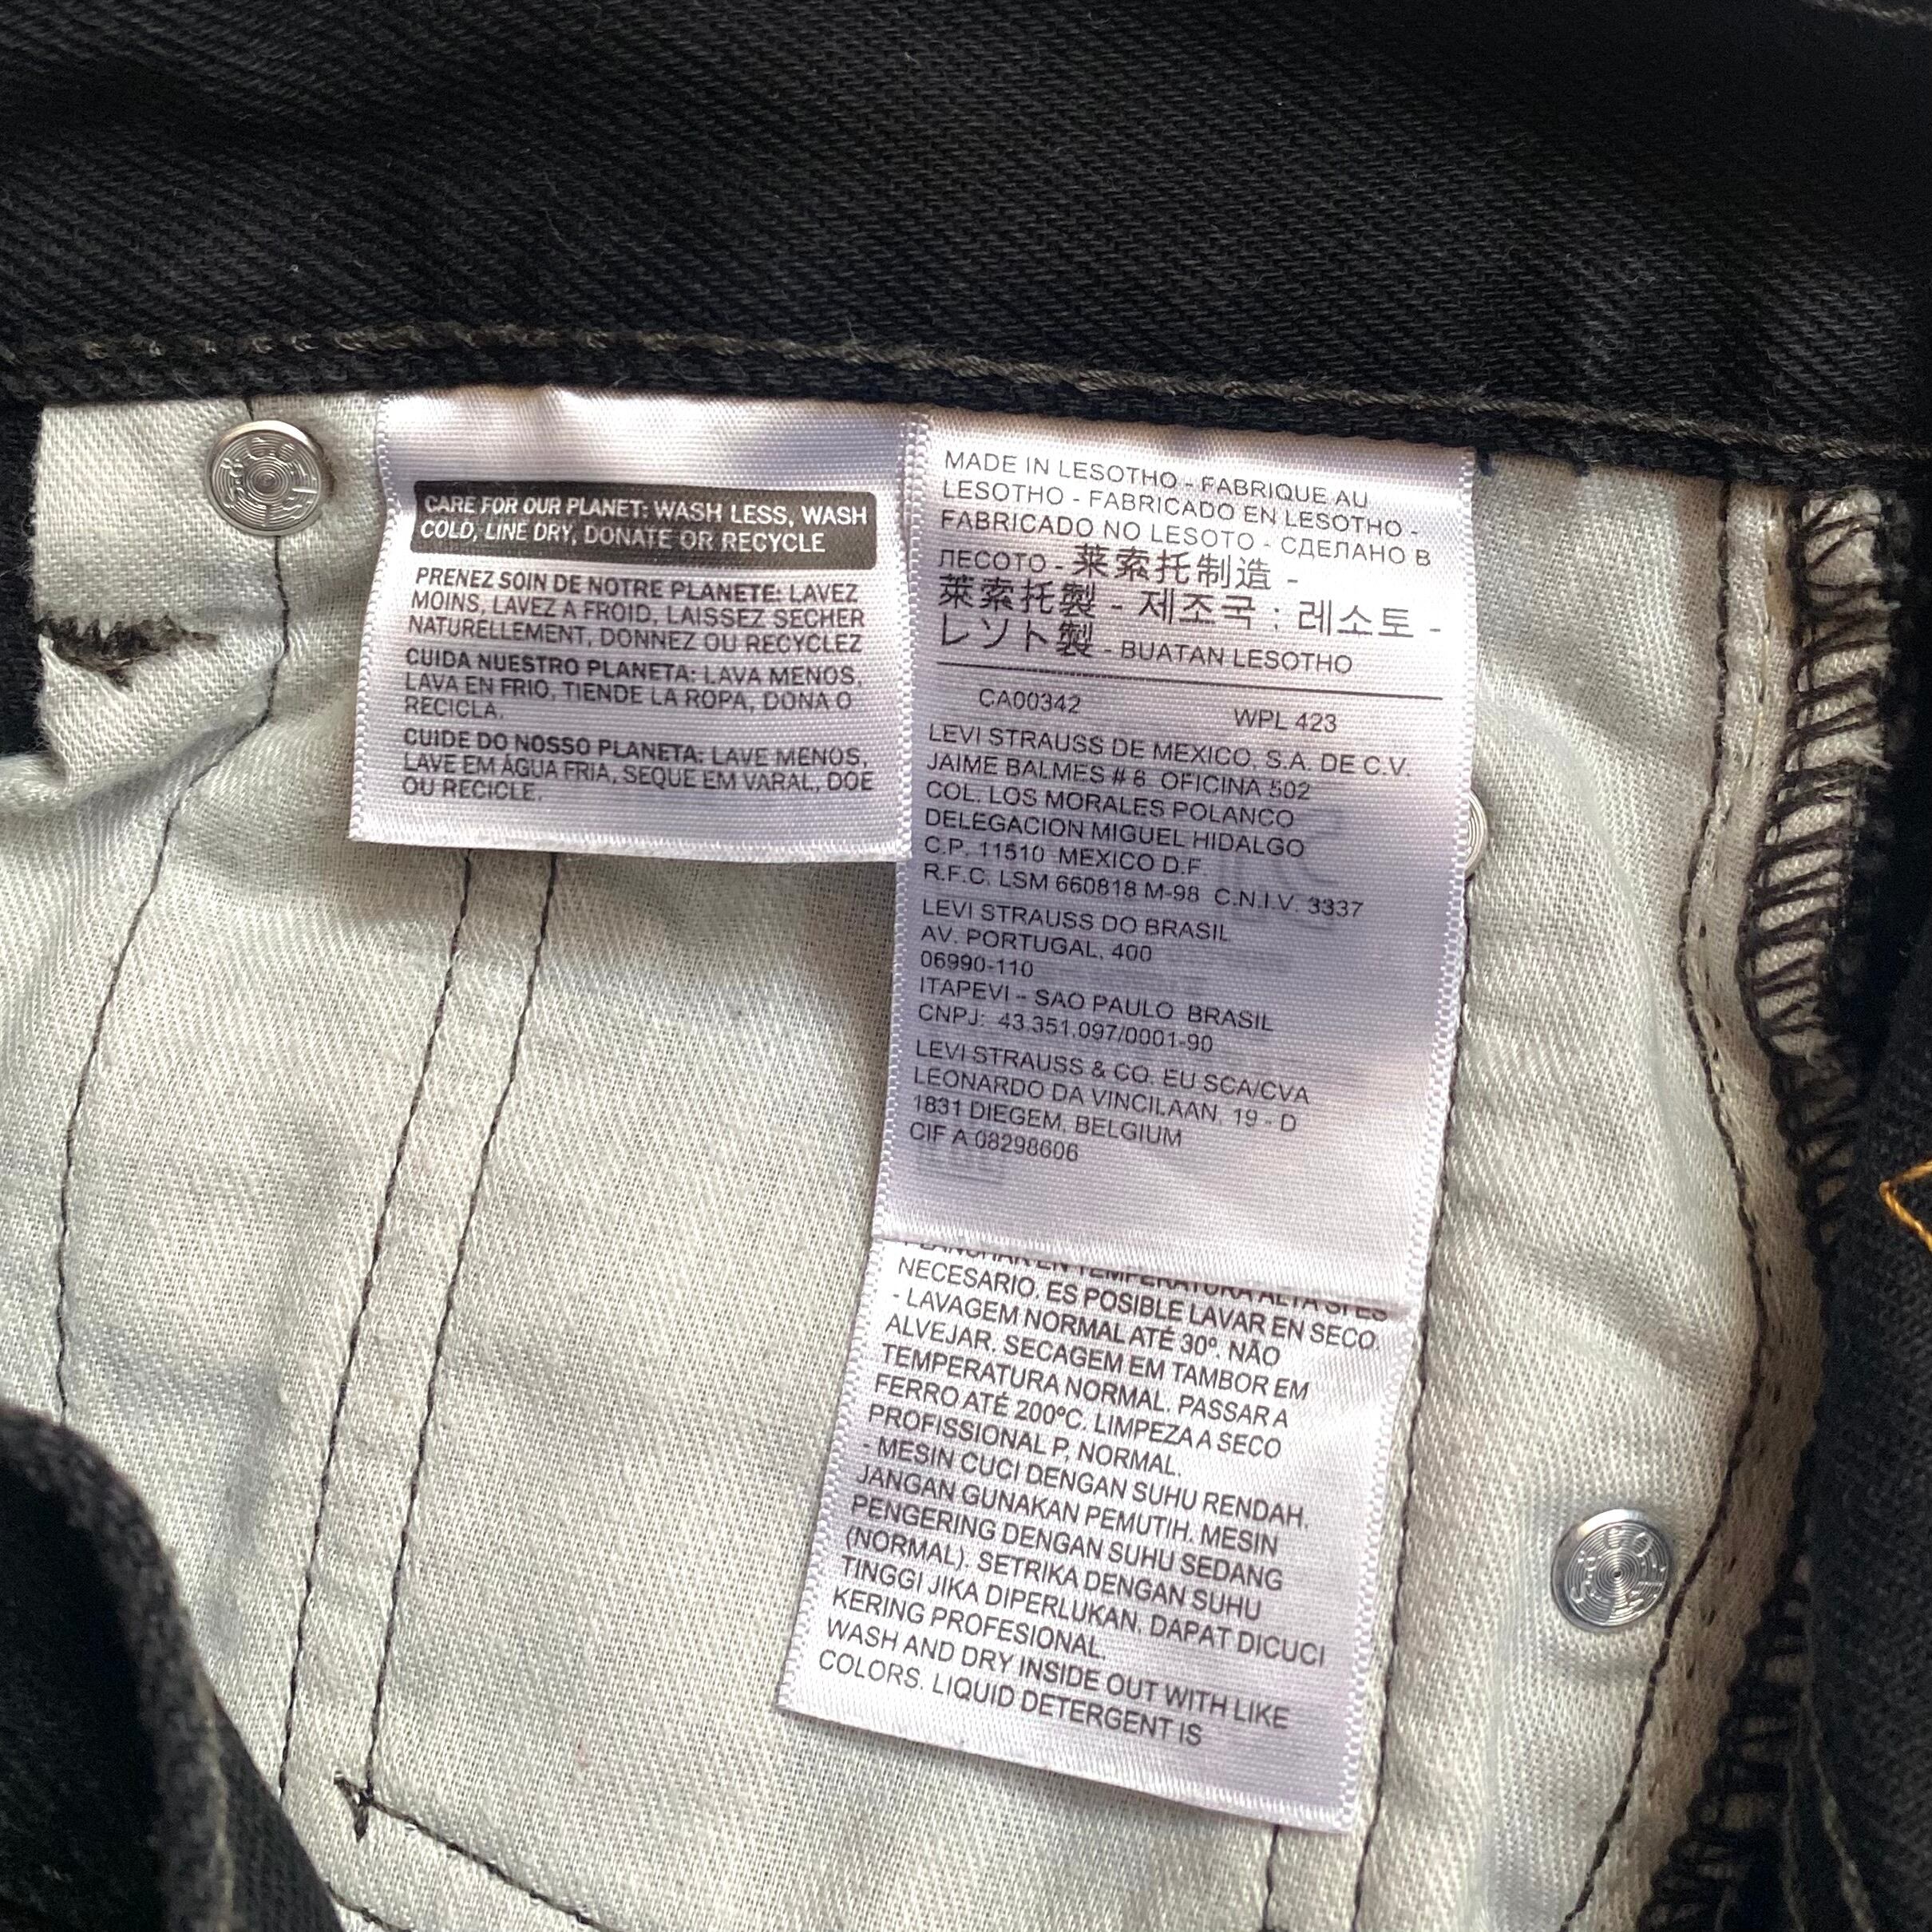 CARE FOR OUR PLANET: WASH LESS, WASH
COLD, LINE DRY, DONATE OR RECYCLE
PRENEZ SOIN DE NOTRE PLANETE: LAVEZ
MOINS, LAVEZ A FROID, LAISSEZ SECHER
NATURELLEMENT, DONNEZ OU RECYCLEZ
CUIDA NUESTRO PLANETA: LAVA MENOS,
LAVA EN FRIO, TIENDE LA ROPA, DONA O
RECICLA.
CUIDE DO NOSSO PLANETA: LAVE MENOS,
LAVE EM ÁGUA FRIA, SEQUE EM VARAL, DOE
OU RECICLE.
MADE IN LESOTHO - FABRIQUE AU
LESOTHO - FABRICADO EN LESOTHO -
FABRICADO NO LESOTO - СДЕЛАНО В
ЛЕСОТО - 莱索托制造 -
萊索托製 - 제조국 : 레소토 -
レソト製 - BUATAN LESOTHO
CA00342 WPL 423
LEVI STRAUSS DE MEXICO, S.A. DE C.V.
JAIME BALMES # 8 OFICINA 502
COL. LOS MORALES POLANCO
DELEGACION MIGUEL HIDALGO
C.P. 11510 MEXICO D.F.
R.F.C. LSM 660818 M-98 C.N.I.V. 3337
LEVI STRAUSS DO BRASIL
AV. PORTUGAL, 400
06990-110
ITAPEVI - SAO PAULO BRASIL
CNPJ: 43.351.097/0001-90
LEVI STRAUSS & CO. EU SCA/CVA
LEONARDO DA VINCILAAN, 19 - D
1831 DIEGEM, BELGIUM
CIF A 08298606
PLANCHAR EN TEMPERATURA ALTA SI ES
NECESARIO. ES POSIBLE LAVAR EN SECO.
- LAVAGEM NORMAL ATÉ 30º. NÃO
ALVEJAR. SECAGEM EM TAMBOR EM
TEMPERATURA NORMAL. PASSAR A
FERRO ATÉ 200ºC. LIMPEZA A SECO
PROFISSIONAL P, NORMAL.
- MESIN CUCI DENGAN SUHU RENDAH.
JANGAN GUNAKAN PEMUTIH. MESIN
PENGERING DENGAN SUHU SEDANG
(NORMAL). SETRIKA DENGAN SUHU
TINGGI JIKA DIPERLUKAN. DAPAT DICUCI
KERING PROFESIONAL.
WASH AND DRY INSIDE OUT WITH LIKE
COLORS. LIQUID DETERGENT IS